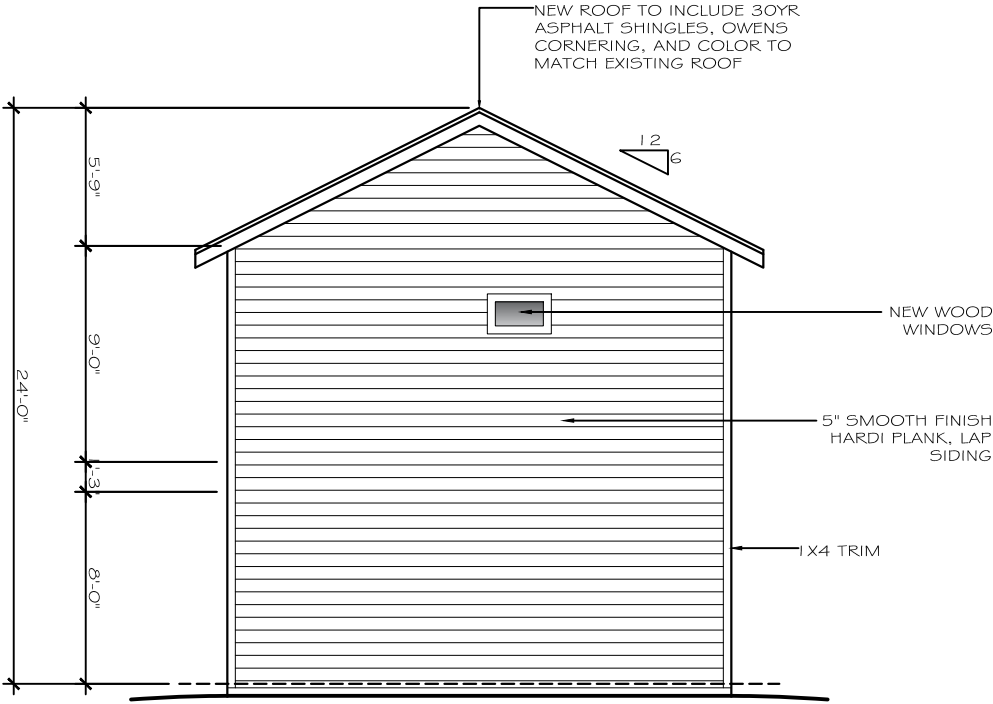 NEW ROOF TO INCLUDE 30YR
ASPHALT SHINGLES, OWENS
CORNERING, AND COLOR TO
MATCH EXISTING ROOF
12
6
5'-9"
9'-0"
24'-0"
1'-3"
8'-0"
NEW WOOD
WINDOWS
5" SMOOTH FINISH
HARDI PLANK, LAP
SIDING
1X4 TRIM